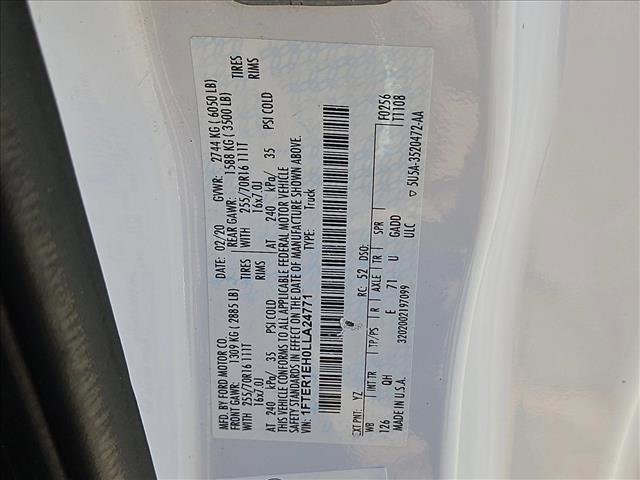 MFD. BY FORD MOTOR CO.
DATE: 02/20 GVWR: 2744 KG ( 6050 LB)
FRONT GAWR: 1309 KG ( 2885 LB) REAR GAWR: 1588 KG ( 3500 LB)
WITH 255/70R16 111T TIRES WITH 255/70R16 111T TIRES
16x7.0J RIMS 16x7.0J RIMS
AT 240 kPa/ 35 PSI COLD AT 240 kPa/ 35 PSI COLD
THIS VEHICLE CONFORMS TO ALL APPLICABLE FEDERAL MOTOR VEHICLE
SAFETY STANDARDS IN EFFECT ON THE DATE OF MANUFACTURE SHOWN ABOVE.
VIN: 1FTER1EH0LLA24771 TYPE: Truck
F0256
T1108
EXT PNT: YZ RC: 52 DSO:
WB INT TR TP/PS R AXLE TR SPR
126 QH E 71 U GADD
ULC
MADE IN U.S.A. 3202002197099 5U5A-3520472-AA